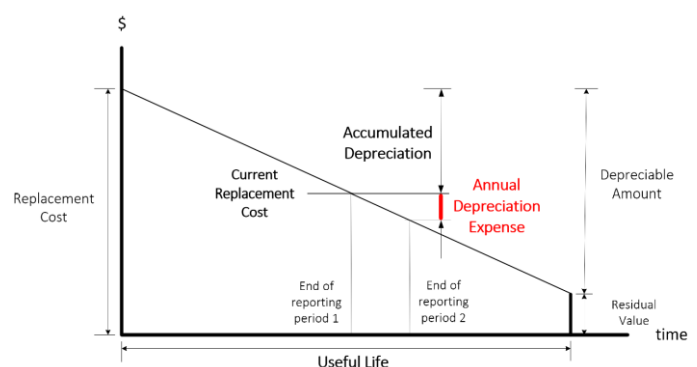 $
Replacement
Cost
Current
Replacement
Cost
Accumulated
Depreciation
Annual
Depreciation
Expense
Depreciable
Amount
End of
reporting
period 1
End of
reporting
period 2
Residual
Value
time
Useful Life